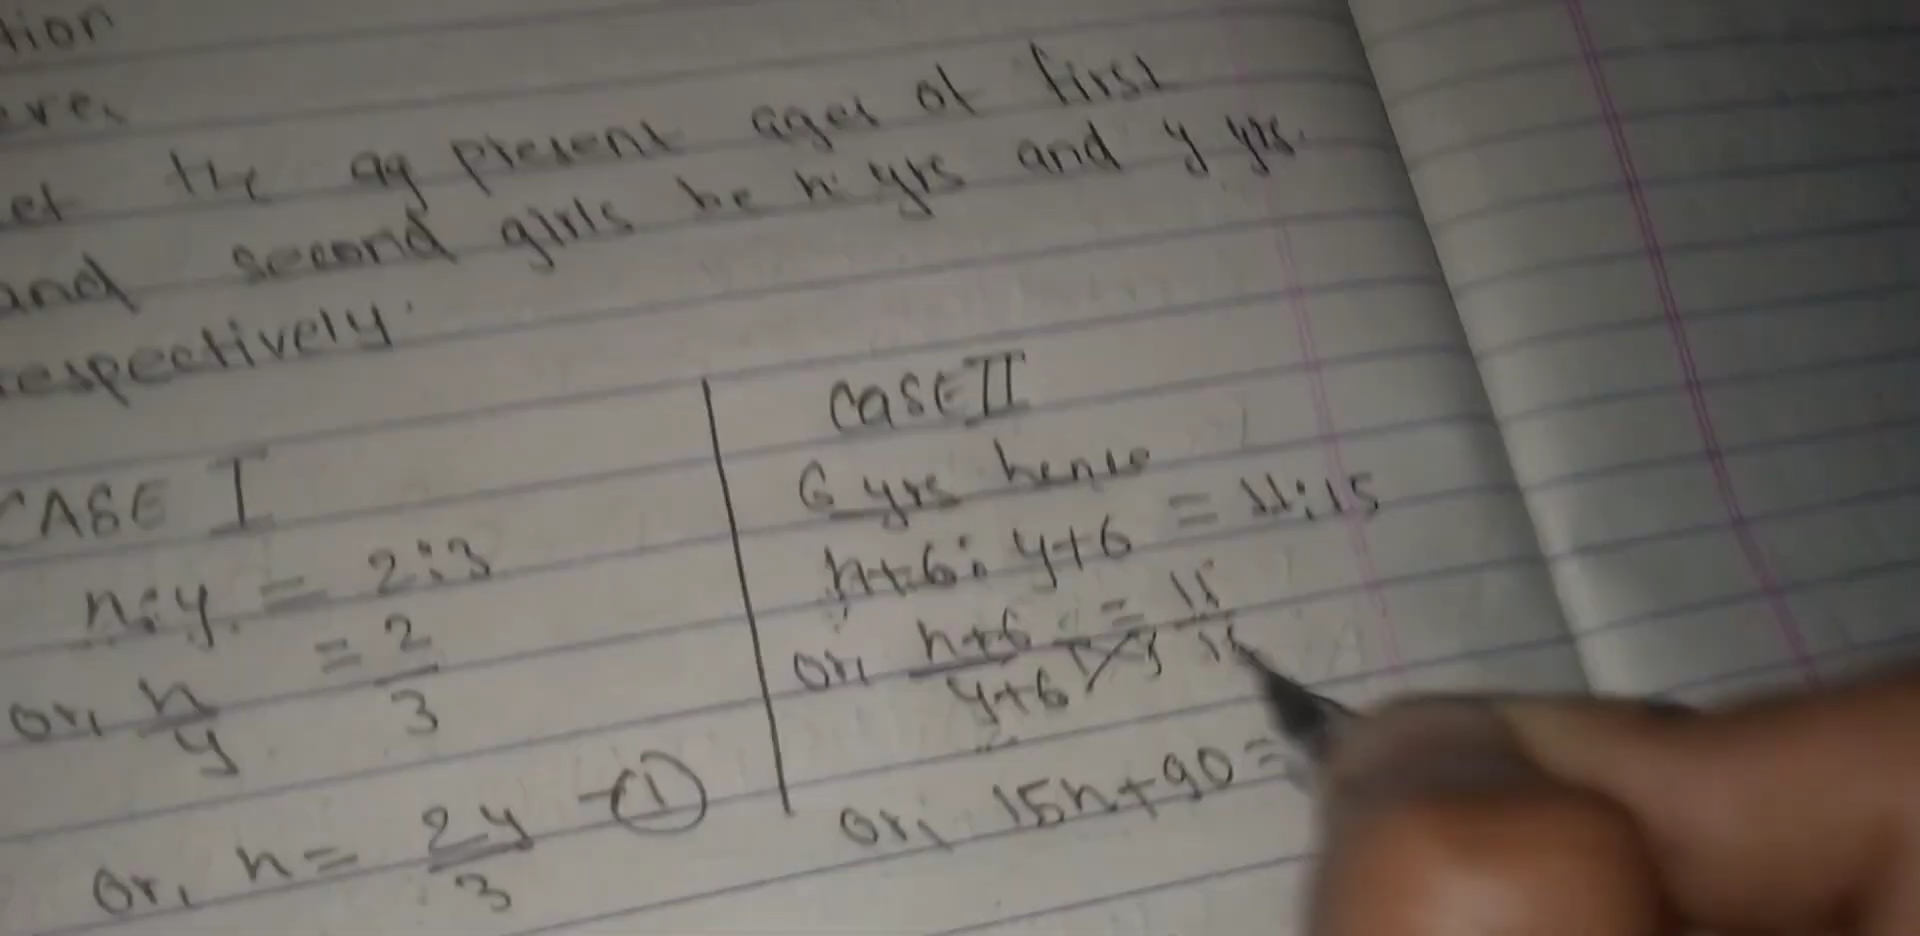 tion
ere,
et the ag present ages of first
and second girls be x yrs and y yrs.
respectively.
CASE I
x:y = 2:3
or, x/y = 2/3
or, x = 2y/3 - (1)
CASE II
6 yrs hence
x+6 : y+6 = 11:15
or, x+6/y+6 = 11/15
or, 15x+90 =